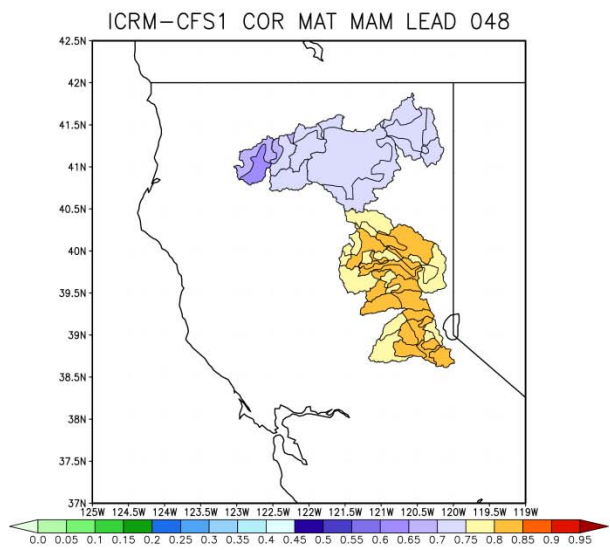 ICRM-CFS1 COR MAT MAM LEAD 048
42.5N
42N
41.5N
41N
40.5N
40N
39.5N
39N
38.5N
38N
37.5N
37N
125W 124.5W 124W 123.5W 123W 122.5W 122W 121.5W 121W 120.5W 120W 119.5W 119W
0.0 0.05 0.1 0.15 0.2 0.25 0.3 0.35 0.4 0.45 0.5 0.55 0.6 0.65 0.7 0.75 0.8 0.85 0.9 0.95